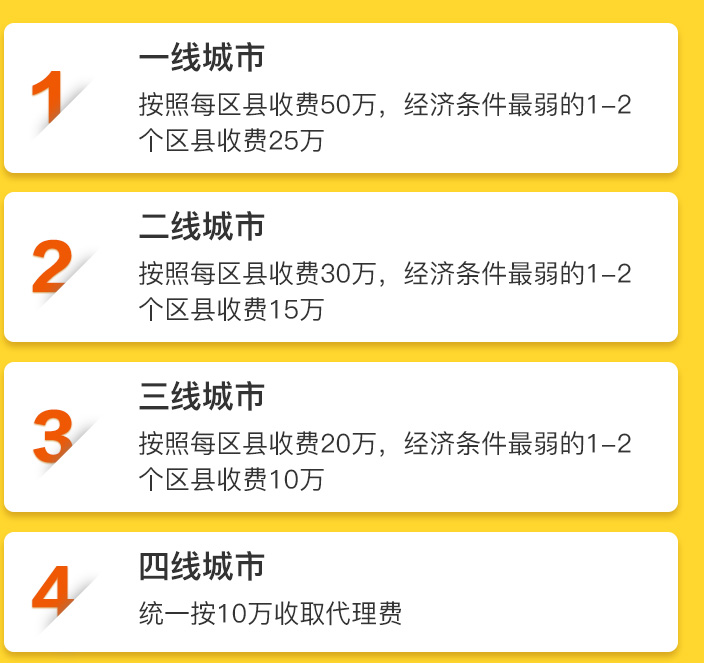 1
一线城市
按照每区县收费50万，经济条件最弱的1-2
个区县收费25万
2
二线城市
按照每区县收费30万，经济条件最弱的1-2
个区县收费15万
3
三线城市
按照每区县收费20万，经济条件最弱的1-2
个区县收费10万
4
四线城市
统一按10万收取代理费